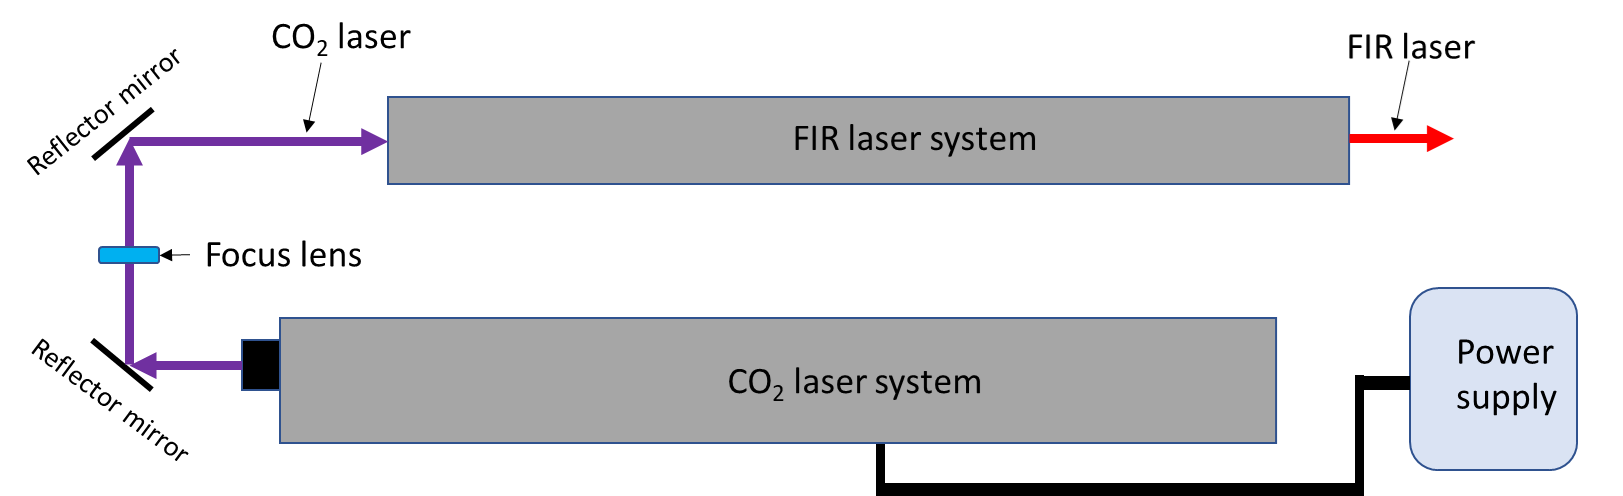 CO₂ laser
FIR laser
Reflector mirror
FIR laser system
Focus lens
Reflector mirror
CO₂ laser system
Power
supply